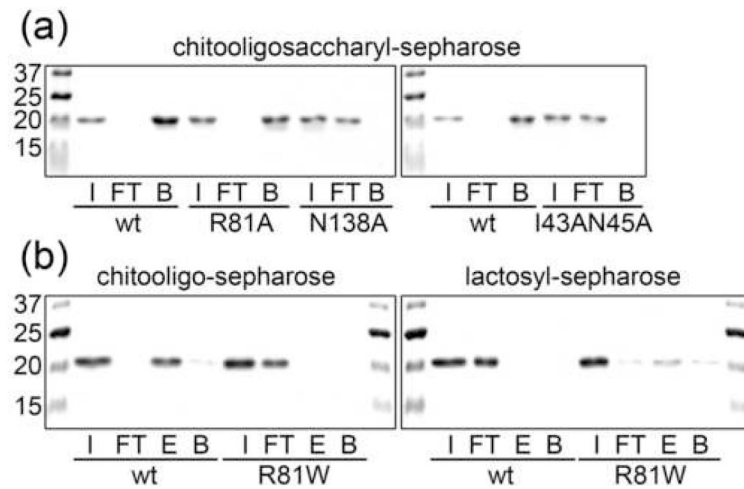 (a)
chitooligosaccharyl-sepharose
37
25
20
15
I FT B I FT B I FT B I FT B I FT B
wt R81A N138A wt I43AN45A
(b)
chitooligo-sepharose lactosyl-sepharose
37
25
20
15
I FT E B I FT E B I FT E B I FT E B
wt R81W wt R81W